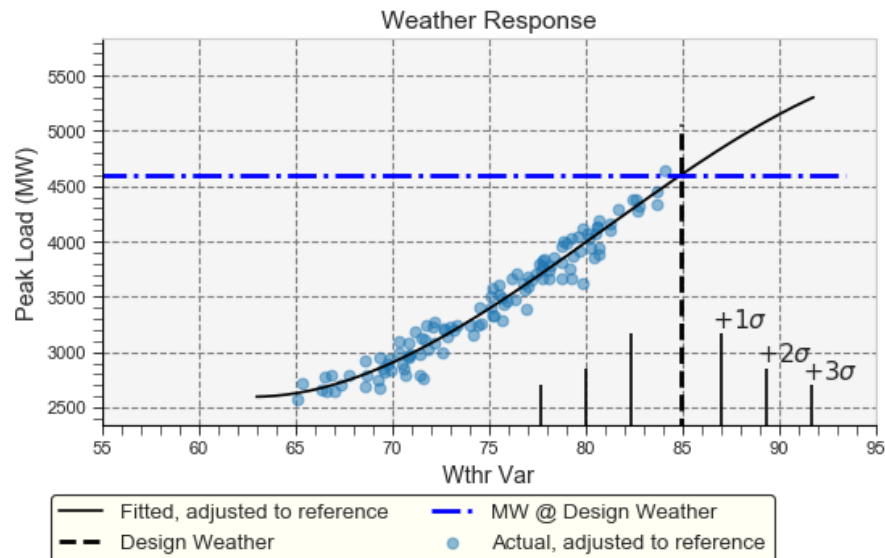 Weather Response
Peak Load (MW)
5500
5000
4500
4000
3500
3000
2500
+1σ
+2σ
+3σ
55 60 65 70 75 80 85 90 95
Wthr Var
Fitted, adjusted to reference
MW @ Design Weather
Design Weather
Actual, adjusted to reference